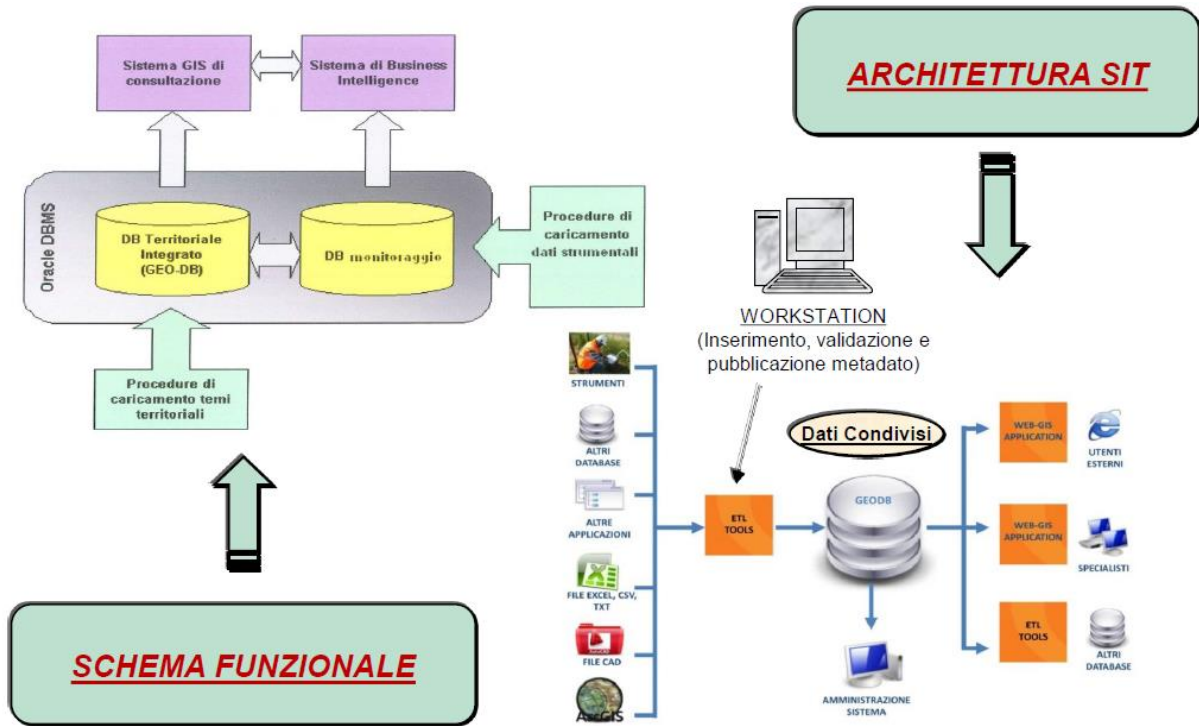 Sistema GIS di
consultazione
Sistema di Business
Intelligence
ARCHITETTURA SIT
Oracle DBMS
DB Territoriale
Integrato
(GEO-DB)
DB monitoraggio
Procedure di
caricamento
dati strumentali
Procedure di
caricamento temi
territoriali
WORKSTATION
(Inserimento, validazione e
pubblicazione metadato)
STRUMENTI
ALTRI
DATABASE
ALTRE
APPLICAZIONI
FILE EXCEL, CSV,
TXT
FILE CAD
ArcGIS
ETL
TOOLS
Dati Condivisi
GEODB
AMMINISTRAZIONE
SISTEMA
WEB-GIS
APPLICATION
UTENTI
ESTERNI
WEB-GIS
APPLICATION
SPECIALISTI
ETL
TOOLS
ALTRI
DATABASE
SCHEMA FUNZIONALE